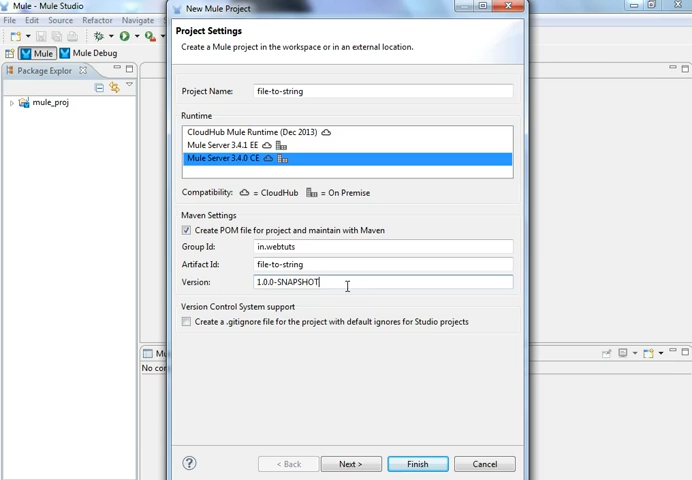 Mule - Mule Studio
File Edit Source Refactor Navigate
Mule Mule Debug
Package Explor
mule_proj
New Mule Project
Project Settings
Create a Mule project in the workspace or in an external location.
Project Name: file-to-string
Runtime
CloudHub Mule Runtime (Dec 2013)
Mule Server 3.4.1 EE
Mule Server 3.4.0 CE
Compatibility: = CloudHub = On Premise
Maven Settings
Create POM file for project and maintain with Maven
Group Id: in.webtuts
Artifact Id: file-to-string
Version: 1.0.0-SNAPSHOT
Version Control System support
Create a .gitignore file for the project with default ignores for Studio projects
Mu
No co
? < Back Next > Finish Cancel